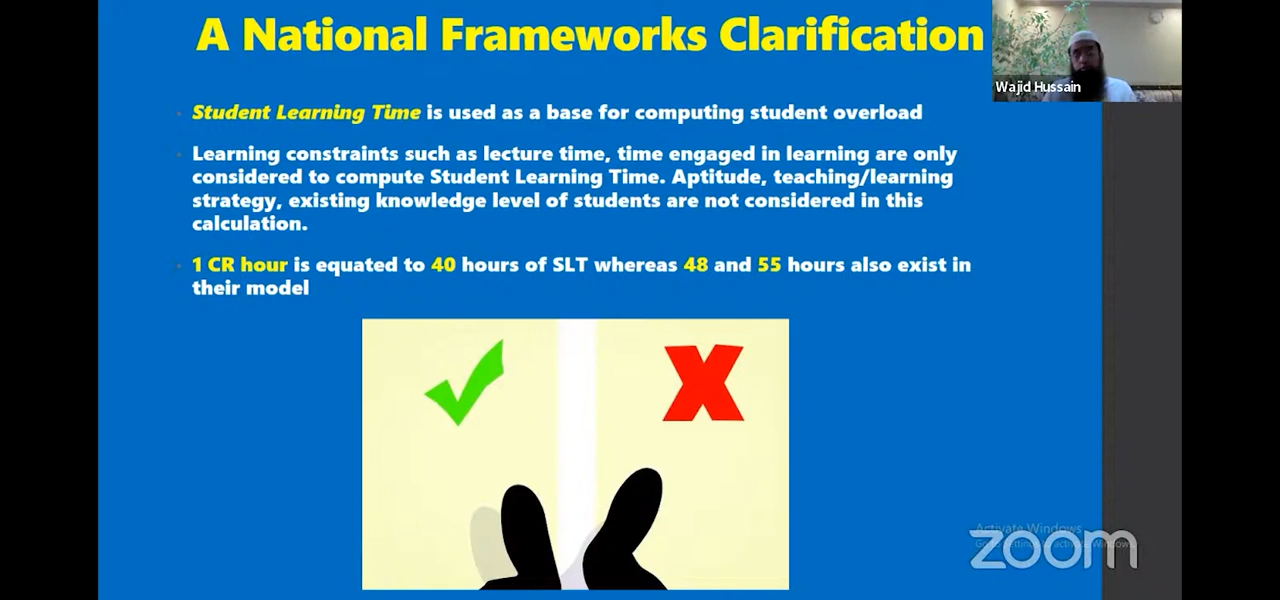 A National Frameworks Clarification
Wajid Hussain
Student Learning Time is used as a base for computing student overload
Learning constraints such as lecture time, time engaged in learning are only
considered to compute Student Learning Time. Aptitude, teaching/learning
strategy, existing knowledge level of students are not considered in this
calculation.
1 CR hour is equated to 40 hours of SLT whereas 48 and 55 hours also exist in
their model
X
Activate Windows
zoom